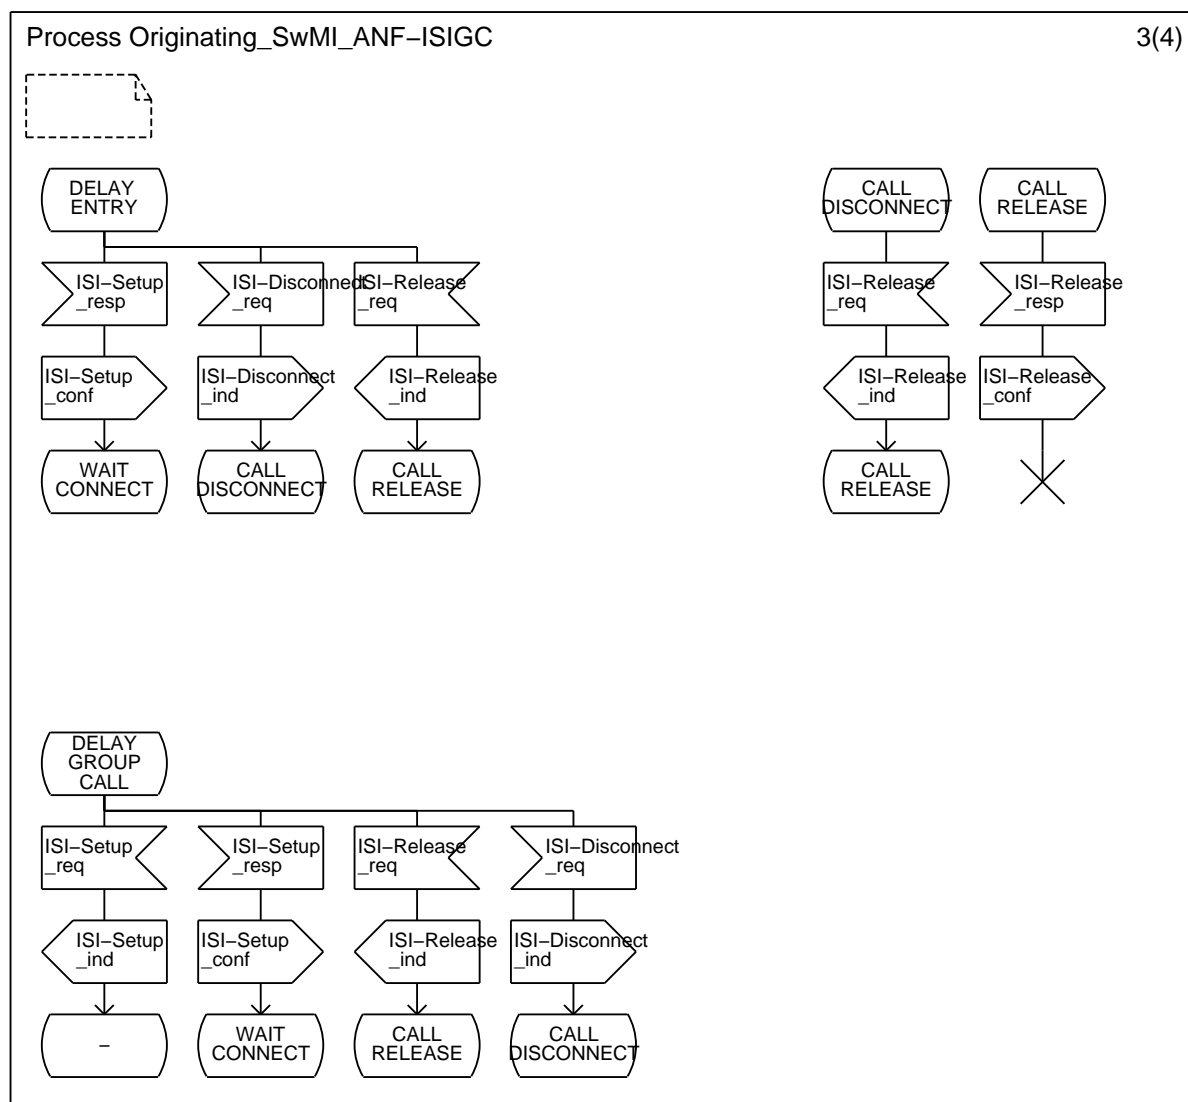 Process Originating_SwMI_ANF−ISIGC
3(4)
DELAY
ENTRY
CALL
DISCONNECT
CALL
RELEASE
ISI−Setup
_resp
ISI−Disconnect
_req
ISI−Release
_req
ISI−Release
_req
ISI−Release
_resp
ISI−Setup
_conf
ISI−Disconnect
_ind
ISI−Release
_ind
ISI−Release
_ind
ISI−Release
_conf
WAIT
CONNECT
CALL
DISCONNECT
CALL
RELEASE
CALL
RELEASE
DELAY
GROUP
CALL
ISI−Setup
_req
ISI−Setup
_resp
ISI−Release
_req
ISI−Disconnect
_req
ISI−Setup
_ind
ISI−Setup
_conf
ISI−Release
_ind
ISI−Disconnect
_ind
−
WAIT
CONNECT
CALL
RELEASE
CALL
DISCONNECT